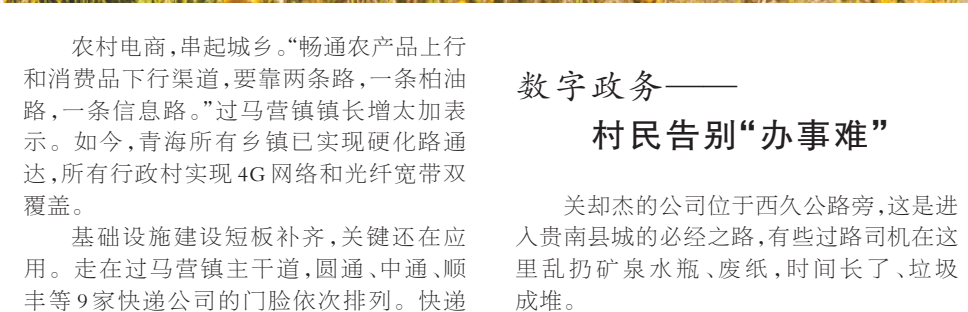 农村电商,串起城乡。“畅通农产品上行
和消费品下行渠道,要靠两条路,一条柏油
路,一条信息路。”过马营镇镇长增太加表
示。如今,青海所有乡镇已实现硬化路通
达,所有行政村实现4G网络和光纤宽带双
覆盖。
基础设施建设短板补齐,关键还在应
用。走在过马营镇主干道,圆通、中通、顺
丰等9家快递公司的门脸依次排列。快递
数字政务——
村民告别“办事难”
关却杰的公司位于西久公路旁,这是进
入贵南县城的必经之路,有些过路司机在这
里乱扔矿泉水瓶、废纸,时间长了、垃圾
成堆。